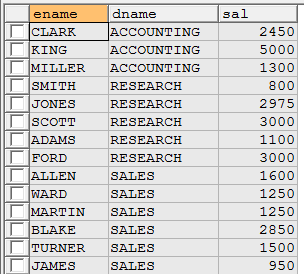 ename dname sal
CLARK ACCOUNTING 2450
KING ACCOUNTING 5000
MILLER ACCOUNTING 1300
SMITH RESEARCH 800
JONES RESEARCH 2975
SCOTT RESEARCH 3000
ADAMS RESEARCH 1100
FORD RESEARCH 3000
ALLEN SALES 1600
WARD SALES 1250
MARTIN SALES 1250
BLAKE SALES 2850
TURNER SALES 1500
JAMES SALES 950